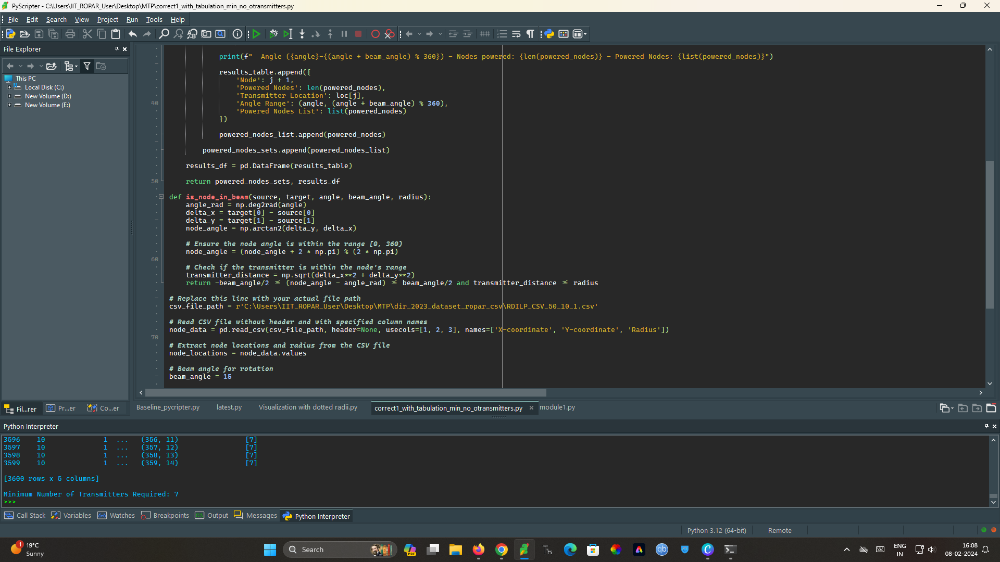 PyScripter - C:\Users\IIT_ROPAR_User\Desktop\MTP\correct1_with_tabulation_min_no_otransmitters.py
File Edit Search View Project Run Tools Help
File Explorer
This PC
Local Disk (C:)
New Volume (D:)
New Volume (E:)
print(f"  Angle ({angle}-{(angle + beam_angle) % 360}) - Nodes powered: {len(powered_nodes)} - Powered Nodes: {list(powered_nodes)}")
results_table.append({
'Node': j + 1,
'Powered Nodes': len(powered_nodes),
'Transmitter Location': loc[j],
40 'Angle Range': (angle, (angle + beam_angle) % 360),
'Powered Nodes List': list(powered_nodes)
})
powered_nodes_list.append(powered_nodes)
powered_nodes_sets.append(powered_nodes_list)
results_df = pd.DataFrame(results_table)
50 return powered_nodes_sets, results_df
def is_node_in_beam(source, target, angle, beam_angle, radius):
angle_rad = np.deg2rad(angle)
delta_x = target[0] - source[0]
delta_y = target[1] - source[1]
node_angle = np.arctan2(delta_y, delta_x)
# Ensure the node angle is within the range [0, 360)
node_angle = (node_angle + 2 * np.pi) % (2 * np.pi)
60
# Check if the transmitter is within the node's range
transmitter_distance = np.sqrt(delta_x**2 + delta_y**2)
return -beam_angle/2 ≤ (node_angle - angle_rad) ≤ beam_angle/2 and transmitter_distance ≤ radius
# Replace this line with your actual file path
csv_file_path = r'C:\Users\IIT_ROPAR_User\Desktop\MTP\dir_2023_dataset_ropar_csv\RDILP_CSV_50_10_1.csv'
# Read CSV file without header and with specified column names
node_data = pd.read_csv(csv_file_path, header=None, usecols=[1, 2, 3], names=['X-coordinate', 'Y-coordinate', 'Radius'])
70
# Extract node locations and radius from the CSV file
node_locations = node_data.values
# Beam angle for rotation
beam_angle = 15
Fil...rer Pr...er Co...er
Baseline_pycripter.py latest.py Visualization with dotted radii.py correct1_with_tabulation_min_no_otransmitters.py module1.py
Python Interpreter
3596 10 1 ... (356, 11) [7]
3597 10 1 ... (357, 12) [7]
3598 10 1 ... (358, 13) [7]
3599 10 1 ... (359, 14) [7]
[3600 rows x 5 columns]
Minimum Number of Transmitters Required: 7
>>>
Call Stack Variables Watches Breakpoints Output Messages Python Interpreter
Python 3.12 (64-bit) Remote
1 19°C
Sunny
Search
PRE
qb
ENG
IN
16:08
08-02-2024